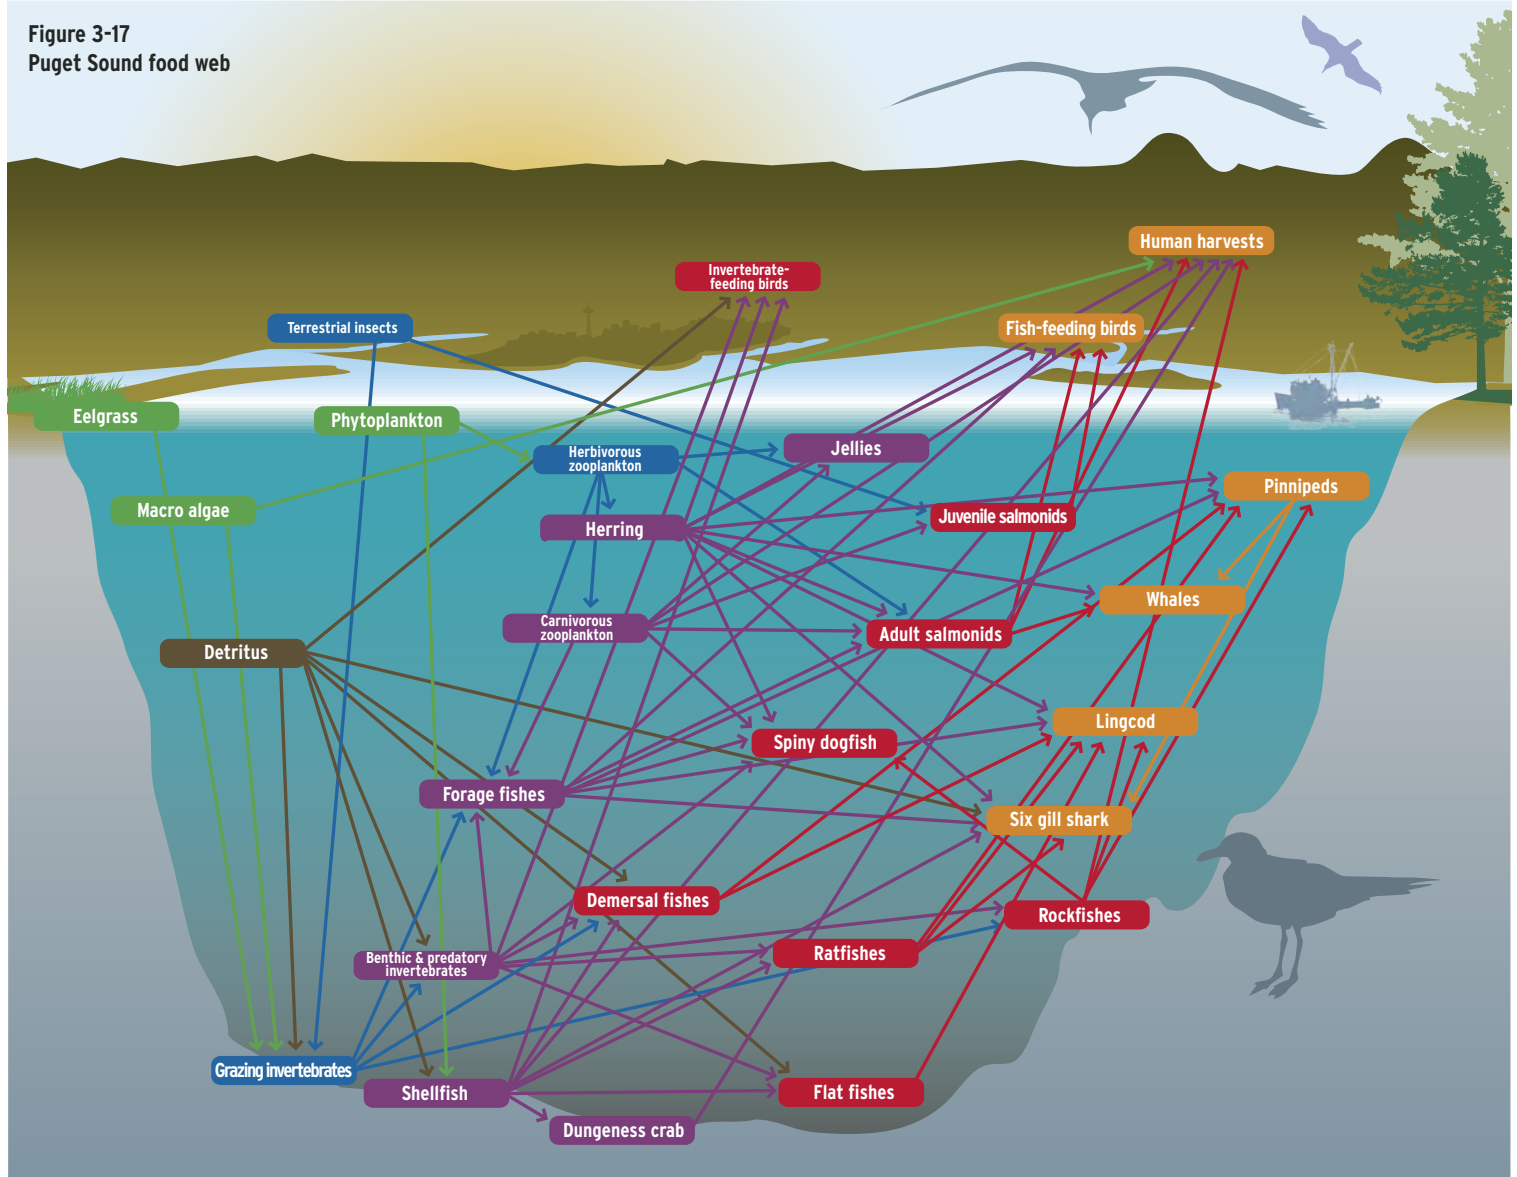 Figure 3-17
Puget Sound food web
Human harvests
Invertebrate-
feeding birds
Terrestrial insects
Fish-feeding birds
Eelgrass
Phytoplankton
Jellies
Herbivorous
zooplankton
Pinnipeds
Macro algae
Juvenile salmonids
Herring
Whales
Carnivorous
zooplankton
Adult salmonids
Detritus
Lingcod
Spiny dogfish
Forage fishes
Six gill shark
Demersal fishes
Rockfishes
Ratfishes
Benthic & predatory
invertebrates
Grazing invertebrates
Shellfish
Flat fishes
Dungeness crab